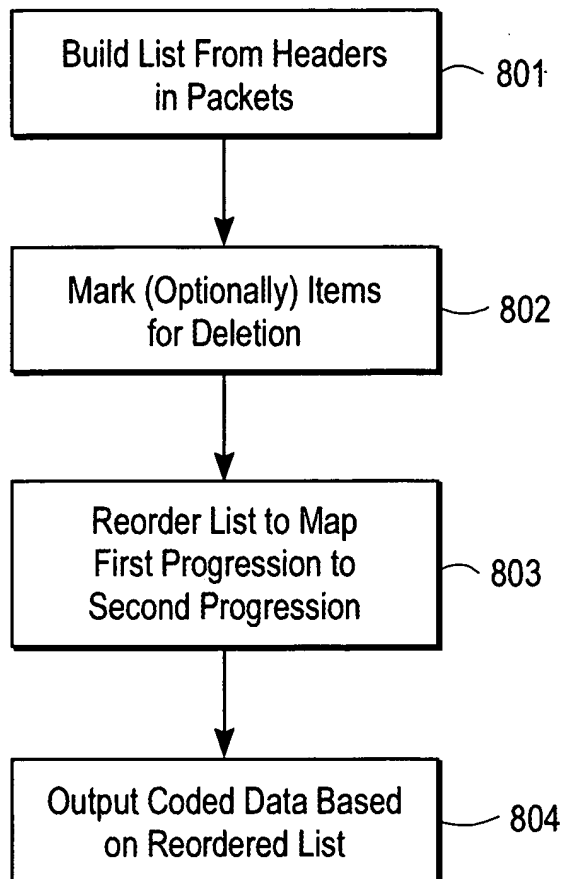 Build List From Headers
in Packets
801
Mark (Optionally) Items
for Deletion
802
Reorder List to Map
First Progression to
Second Progression
803
Output Coded Data Based
on Reordered List
804